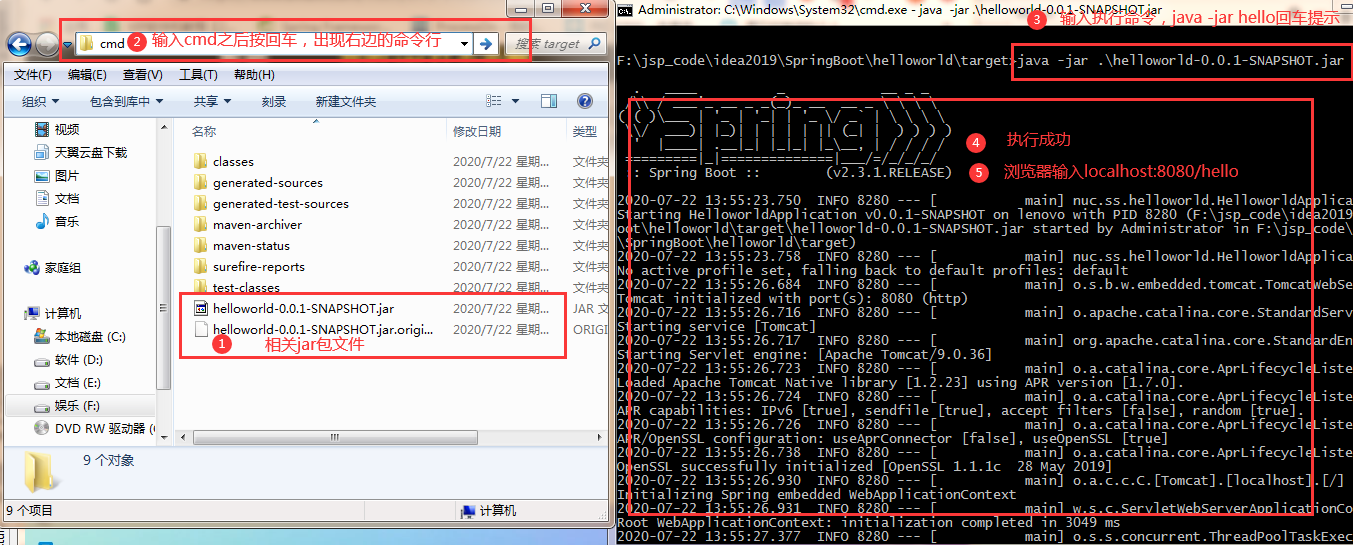 cmd
2 输入cmd之后按回车，出现右边的命令行
搜索 target
文件(F) 编辑(E) 查看(V) 工具(T) 帮助(H)
组织 包含到库中 共享 刻录 新建文件夹
视频
天翼云盘下载
图片
文档
音乐
家庭组
计算机
本地磁盘 (C:)
软件 (D:)
文档 (E:)
娱乐 (F:)
DVD RW 驱动器 (
名称 修改日期 类型
classes 2020/7/22 星期... 文件夹
generated-sources 2020/7/22 星期... 文件夹
generated-test-sources 2020/7/22 星期... 文件夹
maven-archiver 2020/7/22 星期... 文件夹
maven-status 2020/7/22 星期... 文件夹
surefire-reports 2020/7/22 星期... 文件夹
test-classes 2020/7/22 星期... 文件夹
helloworld-0.0.1-SNAPSHOT.jar 2020/7/22 星期... JAR 文
helloworld-0.0.1-SNAPSHOT.jar.origi... 2020/7/22 星期... ORIGI
1 相关jar包文件
9 个对象
9 个项目 计算机
Administrator: C:\Windows\System32\cmd.exe - java -jar .\helloworld-0.0.1-SNAPSHOT.jar
3 输入执行命令，java -jar hello回车提示
F:\jsp_code\idea2019\SpringBoot\helloworld\target>java -jar .\helloworld-0.0.1-SNAPSHOT.jar
4 执行成功
:: Spring Boot :: (v2.3.1.RELEASE)
5 浏览器输入localhost:8080/hello
2020-07-22 13:55:23.750 INFO 8280 --- [ main] nuc.ss.helloworld.HelloworldApplica
Starting HelloworldApplication v0.0.1-SNAPSHOT on lenovo with PID 8280 (F:\jsp_code\idea2019
oot\helloworld\target\helloworld-0.0.1-SNAPSHOT.jar started by Administrator in F:\jsp_code\
\SpringBoot\helloworld\target)
2020-07-22 13:55:23.758 INFO 8280 --- [ main] nuc.ss.helloworld.HelloworldApplica
No active profile set, falling back to default profiles: default
2020-07-22 13:55:26.684 INFO 8280 --- [ main] o.s.b.w.embedded.tomcat.TomcatWebSe
Tomcat initialized with port(s): 8080 (http)
2020-07-22 13:55:26.716 INFO 8280 --- [ main] o.apache.catalina.core.StandardServ
Starting service [Tomcat]
2020-07-22 13:55:26.717 INFO 8280 --- [ main] org.apache.catalina.core.StandardEn
Starting Servlet engine: [Apache Tomcat/9.0.36]
2020-07-22 13:55:26.723 INFO 8280 --- [ main] o.a.catalina.core.AprLifecycleListe
Loaded Apache Tomcat Native library [1.2.23] using APR version [1.7.0].
2020-07-22 13:55:26.724 INFO 8280 --- [ main] o.a.catalina.core.AprLifecycleListe
APR capabilities: IPv6 [true], sendfile [true], accept filters [false], random [true].
2020-07-22 13:55:26.726 INFO 8280 --- [ main] o.a.catalina.core.AprLifecycleListe
APR/OpenSSL configuration: useAprConnector [false], useOpenSSL [true]
2020-07-22 13:55:26.738 INFO 8280 --- [ main] o.a.catalina.core.AprLifecycleListe
OpenSSL successfully initialized [OpenSSL 1.1.1c 28 May 2019]
2020-07-22 13:55:26.930 INFO 8280 --- [ main] o.a.c.c.C.[Tomcat].[localhost].[/]
Initializing Spring embedded WebApplicationContext
2020-07-22 13:55:26.931 INFO 8280 --- [ main] w.s.c.ServletWebServerApplicationCo
Root WebApplicationContext: initialization completed in 3049 ms
2020-07-22 13:55:27.377 INFO 8280 --- [ main] o.s.s.concurrent.ThreadPoolTaskExec